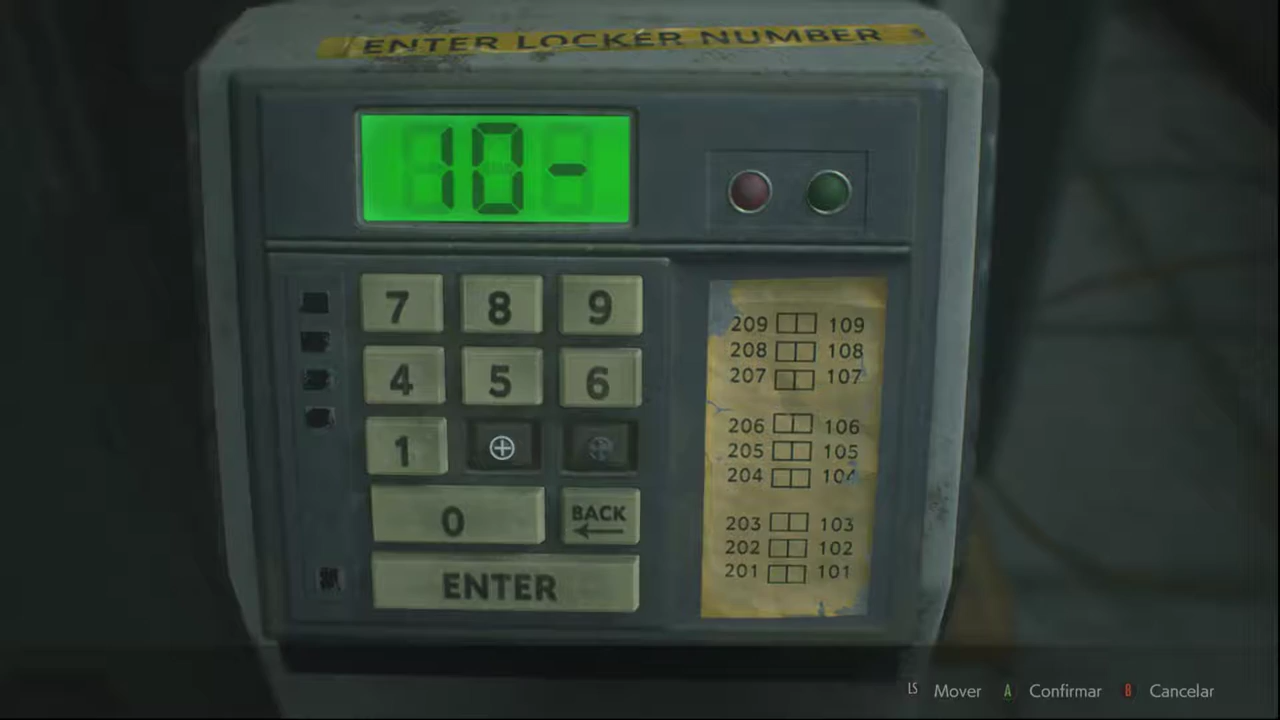 ENTER LOCKER NUMBER
10-
7 8 9
4 5 6
1
0 BACK
ENTER
209 109
208 108
207 107
206 106
205 105
204 104
203 103
202 102
201 101
LS Mover A Confirmar B Cancelar